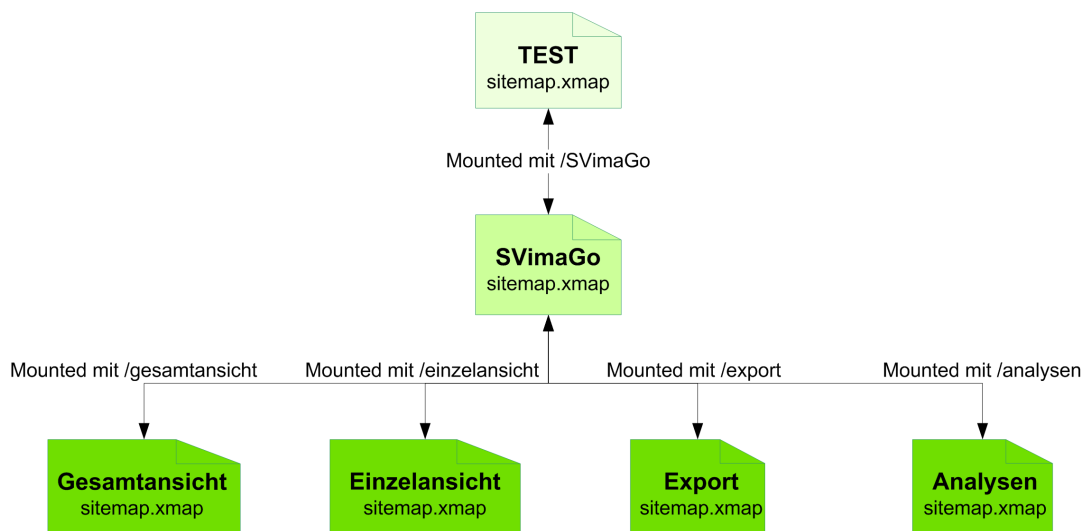 TEST
sitemap.xmap
Mounted mit /SVimaGo
SVimaGo
sitemap.xmap
Mounted mit /gesamtansicht
Mounted mit /einzelansicht
Mounted mit /export
Mounted mit /analysen
Gesamtansicht
sitemap.xmap
Einzelansicht
sitemap.xmap
Export
sitemap.xmap
Analysen
sitemap.xmap